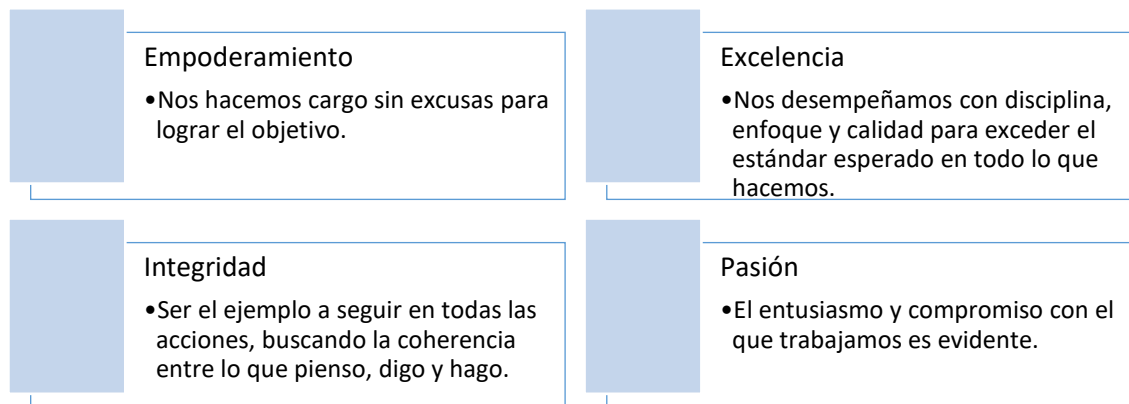 Empoderamiento
•Nos hacemos cargo sin excusas para
lograr el objetivo.
Excelencia
•Nos desempeñamos con disciplina,
enfoque y calidad para exceder el
estándar esperado en todo lo que
hacemos.
Integridad
•Ser el ejemplo a seguir en todas las
acciones, buscando la coherencia
entre lo que pienso, digo y hago.
Pasión
•El entusiasmo y compromiso con el
que trabajamos es evidente.